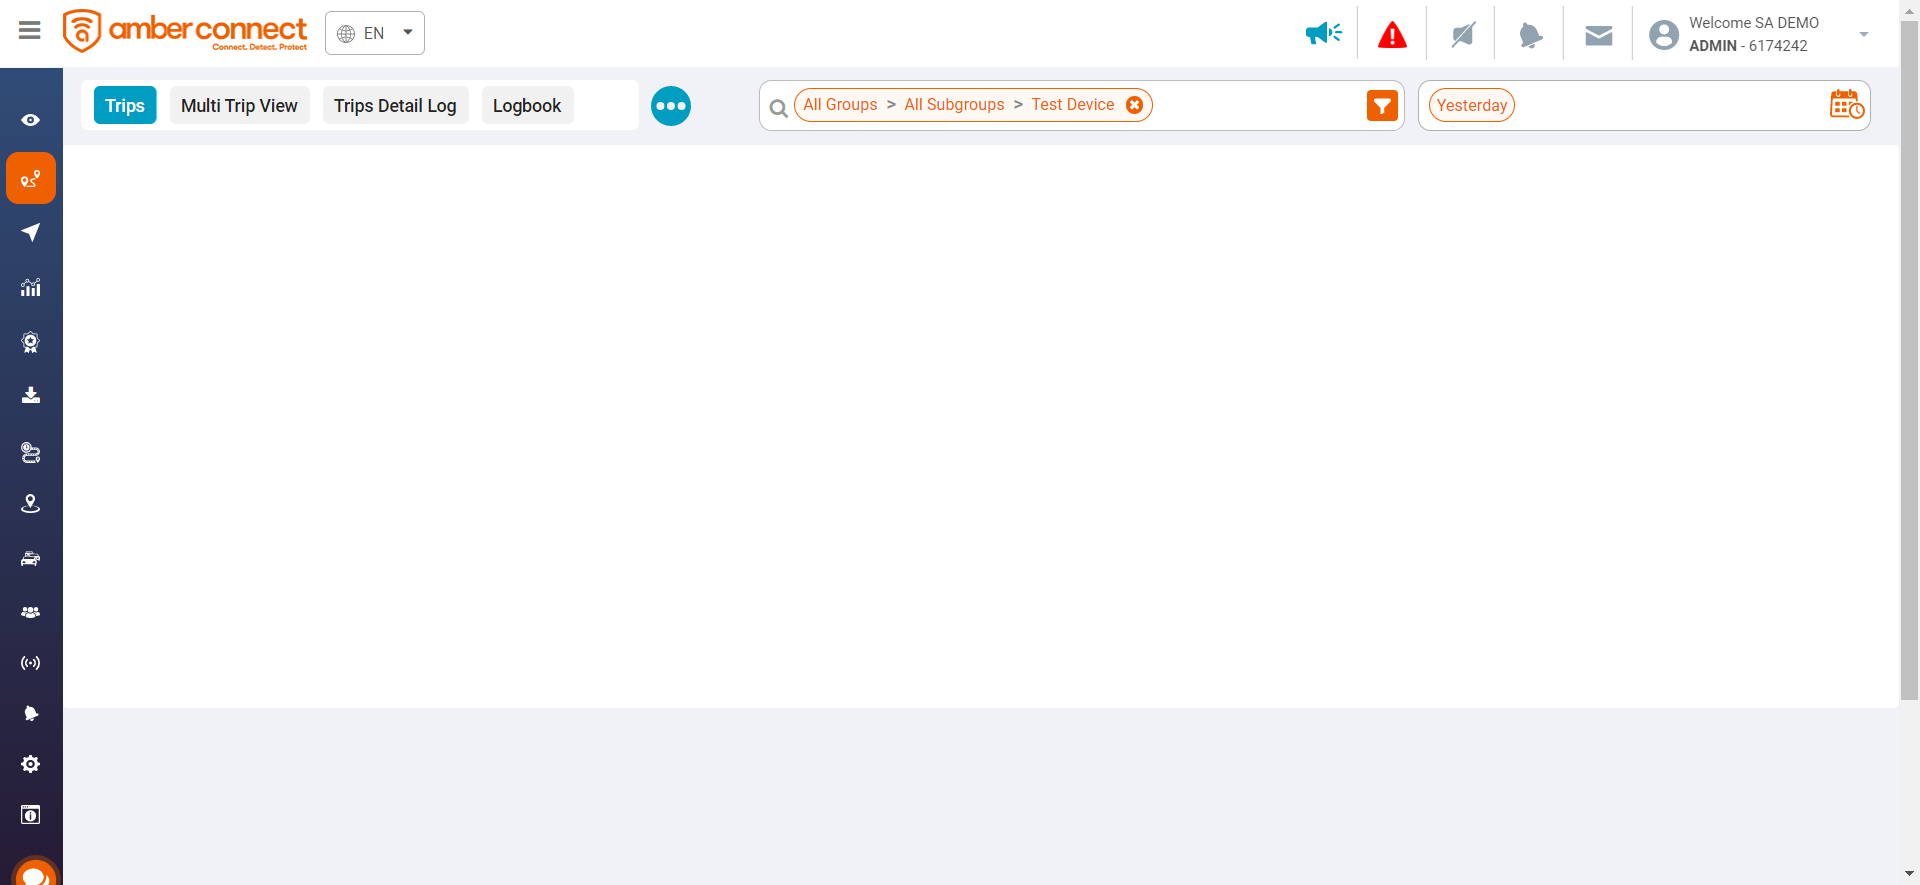 amber connect
Connect. Detect. Protect
EN
Welcome SA DEMO
ADMIN - 6174242
Trips
Multi Trip View
Trips Detail Log
Logbook
All Groups > All Subgroups > Test Device
Yesterday